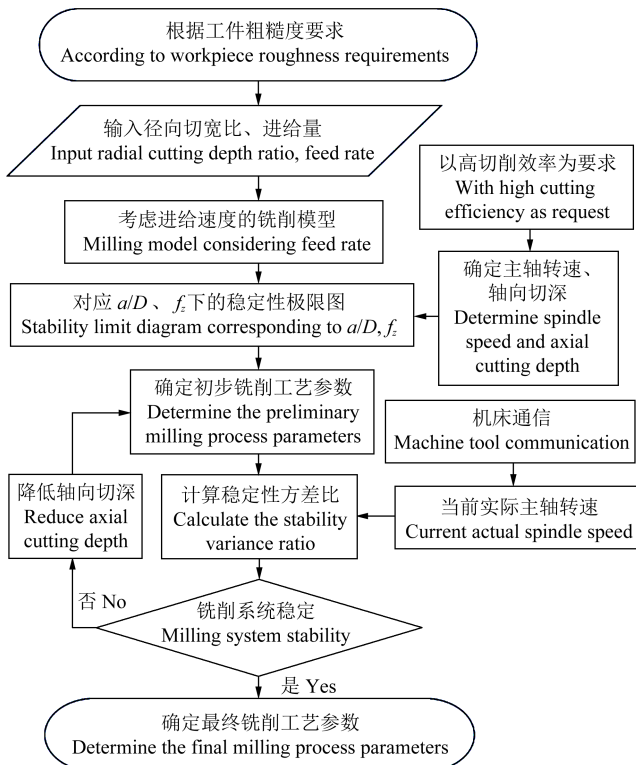 根据工件粗糙度要求
According to workpiece roughness requirements
输入径向切宽比、进给量
Input radial cutting depth ratio, feed rate
以高切削效率为要求
With high cutting
efficiency as request
考虑进给速度的铣削模型
Milling model considering feed rate
确定主轴转速、
轴向切深
Determine spindle
speed and axial
cutting depth
对应 a/D 、 fz下的稳定性极限图
Stability limit diagram corresponding to a/D, fz
确定初步铣削工艺参数
Determine the preliminary
milling process parameters
机床通信
Machine tool communication
降低轴向切深
Reduce axial
cutting depth
计算稳定性方差比
Calculate the stability
variance ratio
当前实际主轴转速
Current actual spindle speed
否 No
铣削系统稳定
Milling system stability
是 Yes
确定最终铣削工艺参数
Determine the final milling process parameters